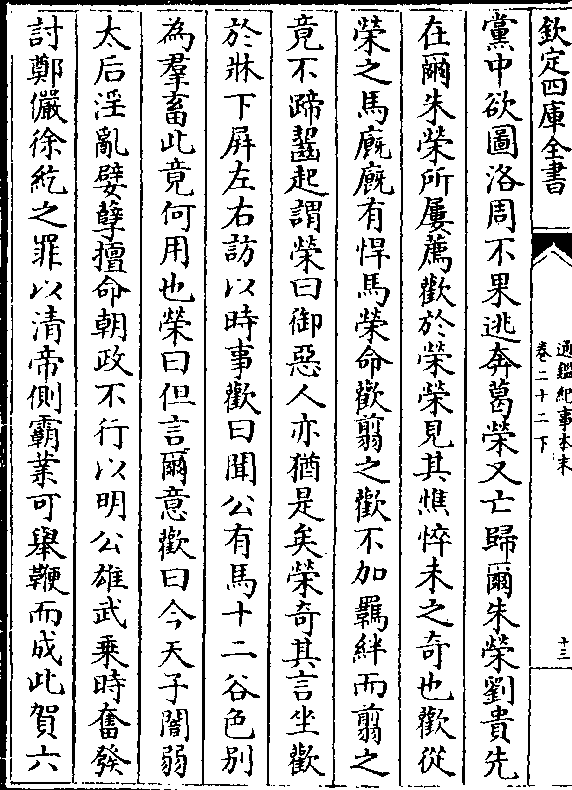 欽定四庫全書
通鑑紀事本末
卷二十二下
十三
黨中欲圖洛周不果逃奔葛榮又亡歸爾朱榮劉貴先
在爾朱榮所屢薦歡於榮榮見其憔悴未之奇也歡從
榮之馬廐廐有悍馬榮命歡翦之歡不加羈絆而翦之
竟不蹄齧起謂榮曰御惡人亦猶是矣榮奇其言坐歡
於牀下屏左右訪以時事歡曰聞公有馬十二谷色别
為羣畜此竟何用也榮曰但言爾意歡曰今天子闇弱
太后淫亂嬖孽擅命朝政不行以明公雄武乘時奮發
討鄭儼徐紇之罪以清帝側霸業可舉鞭而成此賀六